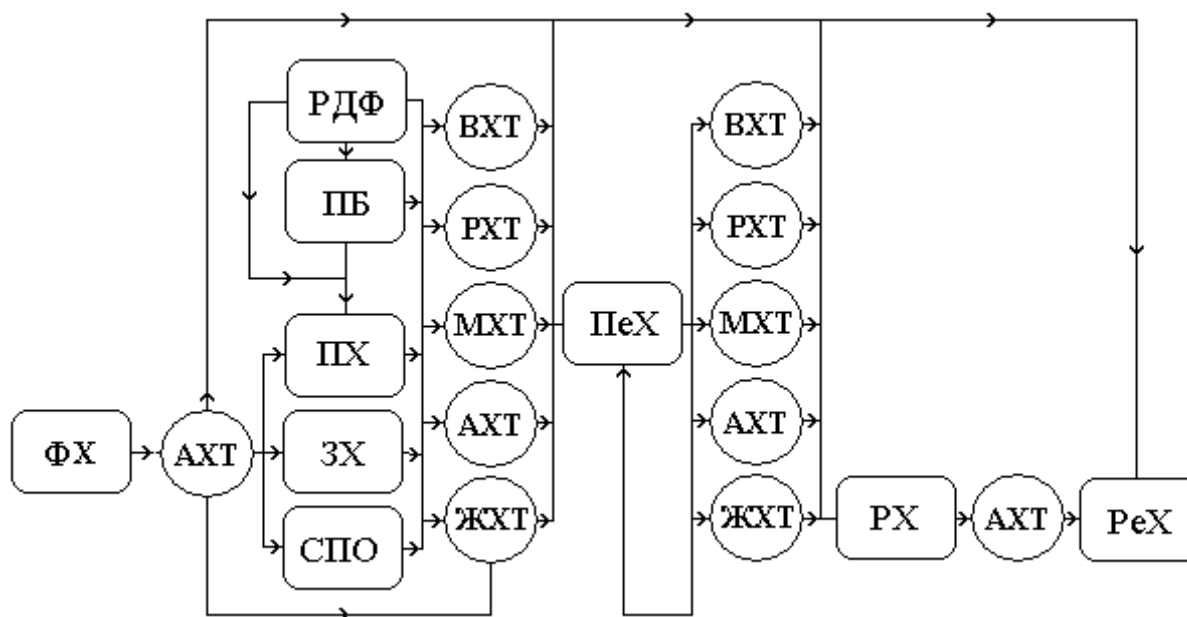 РДФ
ВХТ
ВХТ
ПБ
РХТ
РХТ
ПХ
МХТ
ПеХ
МХТ
ФХ
АХТ
ЗХ
АХТ
АХТ
СПО
ЖХТ
ЖХТ
РХ
АХТ
РеХ